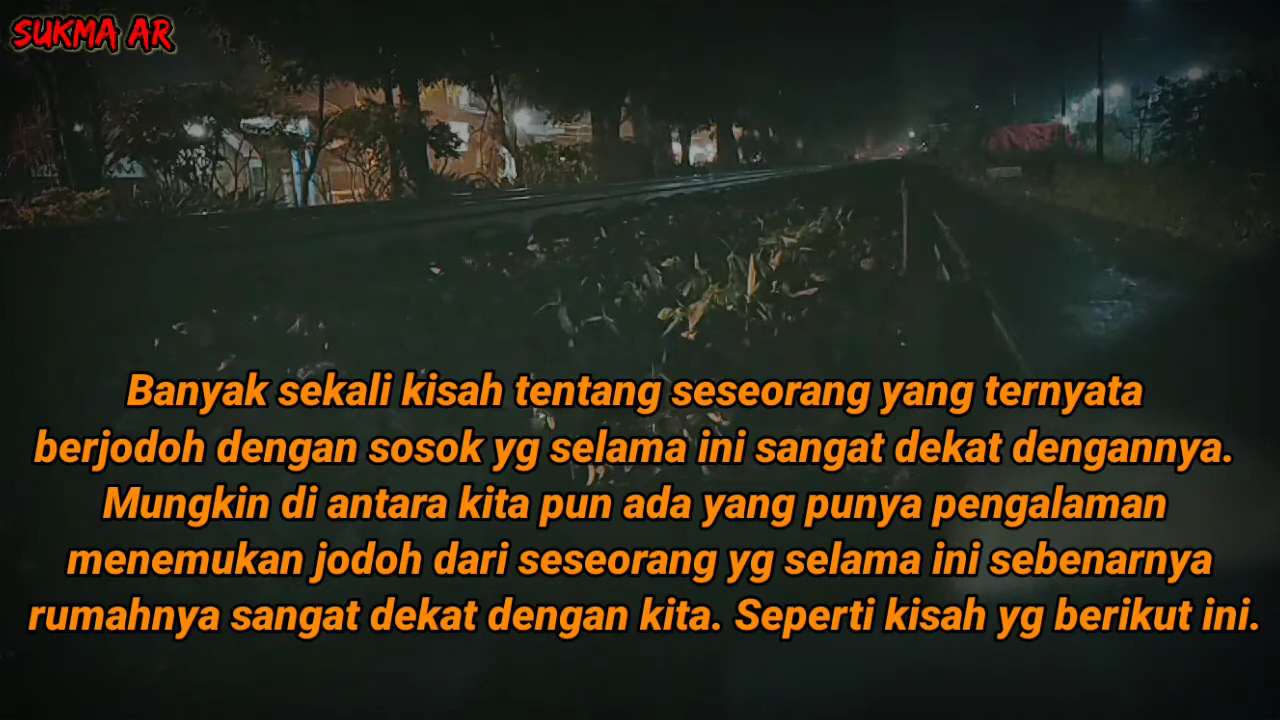 SUKMA AR
Banyak sekali kisah tentang seseorang yang ternyata
berjodoh dengan sosok yg selama ini sangat dekat dengannya.
Mungkin di antara kita pun ada yang punya pengalaman
menemukan jodoh dari seseorang yg selama ini sebenarnya
rumahnya sangat dekat dengan kita. Seperti kisah yg berikut ini.